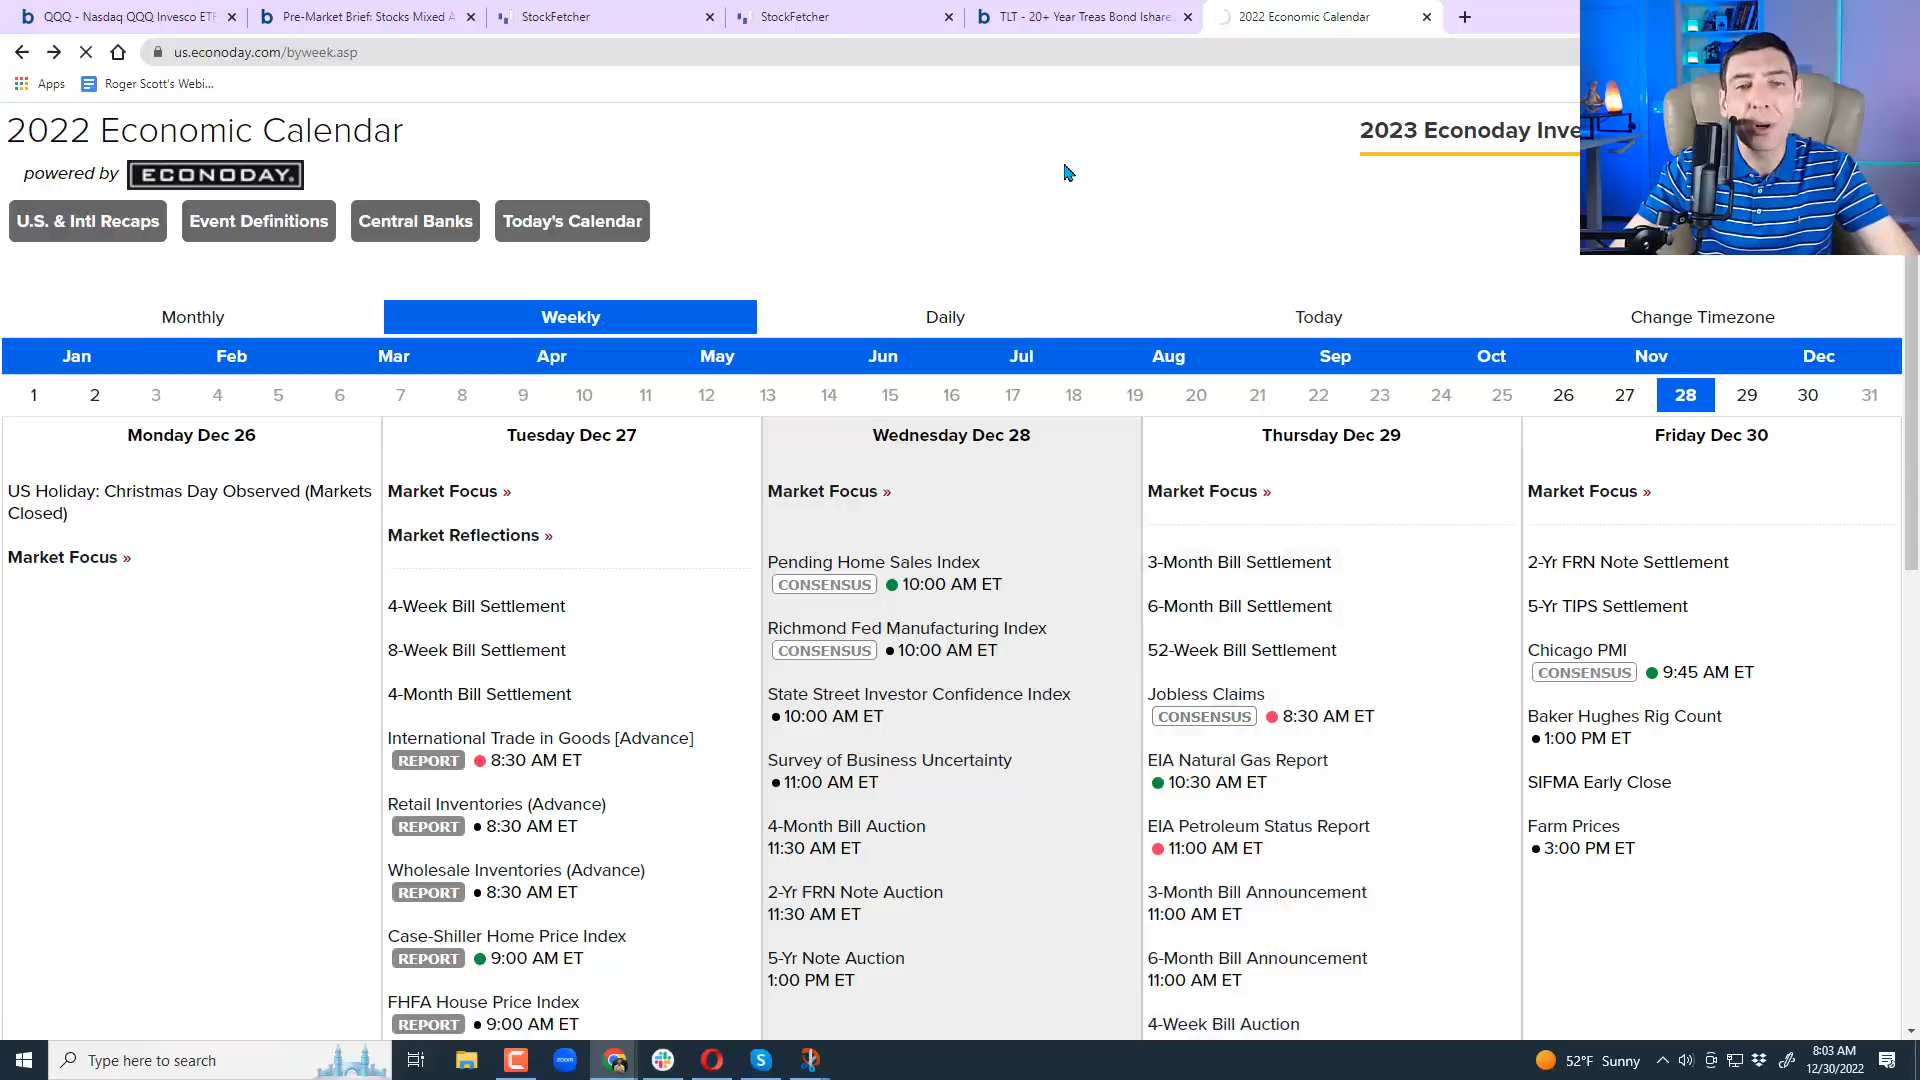 QQQ - Nasdaq QQQ Invesco ETF
Pre-Market Brief: Stocks Mixed A
StockFetcher
StockFetcher
TLT - 20+ Year Treas Bond Ishare
2022 Economic Calendar
us.econoday.com/byweek.asp
Apps
Roger Scott's Webi...
2022 Economic Calendar
2023 Econoday Inve
powered by ECONODAY.
U.S. & Intl Recaps
Event Definitions
Central Banks
Today's Calendar
Monthly
Weekly
Daily
Today
Change Timezone
Jan Feb Mar Apr May Jun Jul Aug Sep Oct Nov Dec
1 2 3 4 5 6 7 8 9 10 11 12 13 14 15 16 17 18 19 20 21 22 23 24 25 26 27 28 29 30 31
Monday Dec 26
US Holiday: Christmas Day Observed (Markets
Closed)
Market Focus »
Tuesday Dec 27
Market Focus »
Market Reflections »
4-Week Bill Settlement
8-Week Bill Settlement
4-Month Bill Settlement
International Trade in Goods [Advance]
REPORT 8:30 AM ET
Retail Inventories (Advance)
REPORT 8:30 AM ET
Wholesale Inventories (Advance)
REPORT 8:30 AM ET
Case-Shiller Home Price Index
REPORT 9:00 AM ET
FHFA House Price Index
REPORT 9:00 AM ET
Wednesday Dec 28
Market Focus »
Pending Home Sales Index
CONSENSUS 10:00 AM ET
Richmond Fed Manufacturing Index
CONSENSUS 10:00 AM ET
State Street Investor Confidence Index
10:00 AM ET
Survey of Business Uncertainty
11:00 AM ET
4-Month Bill Auction
11:30 AM ET
2-Yr FRN Note Auction
11:30 AM ET
5-Yr Note Auction
1:00 PM ET
Thursday Dec 29
Market Focus »
3-Month Bill Settlement
6-Month Bill Settlement
52-Week Bill Settlement
Jobless Claims
CONSENSUS 8:30 AM ET
EIA Natural Gas Report
10:30 AM ET
EIA Petroleum Status Report
11:00 AM ET
3-Month Bill Announcement
11:00 AM ET
6-Month Bill Announcement
11:00 AM ET
4-Week Bill Auction
Friday Dec 30
Market Focus »
2-Yr FRN Note Settlement
5-Yr TIPS Settlement
Chicago PMI
CONSENSUS 9:45 AM ET
Baker Hughes Rig Count
1:00 PM ET
SIFMA Early Close
Farm Prices
3:00 PM ET
Type here to search
zoom
52°F Sunny
8:03 AM
12/30/2022